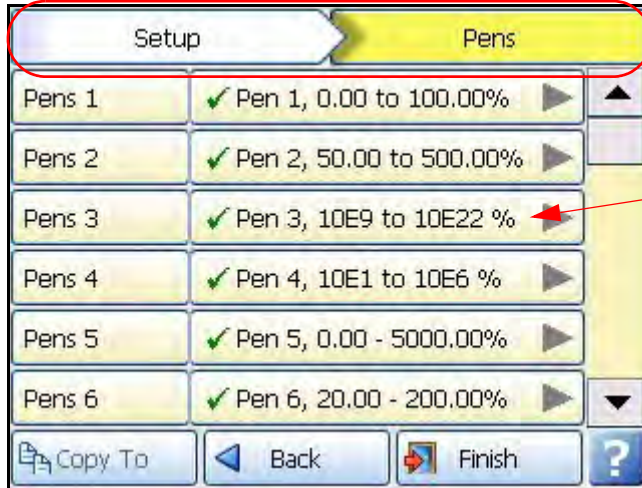 Setup Pens
Pens 1 Pen 1, 0.00 to 100.00%
Pens 2 Pen 2, 50.00 to 500.00%
Pens 3 Pen 3, 10E9 to 10E22 %
Pens 4 Pen 4, 10E1 to 10E6 %
Pens 5 Pen 5, 0.00 - 5000.00%
Pens 6 Pen 6, 20.00 - 200.00%
Copy To Back Finish ?